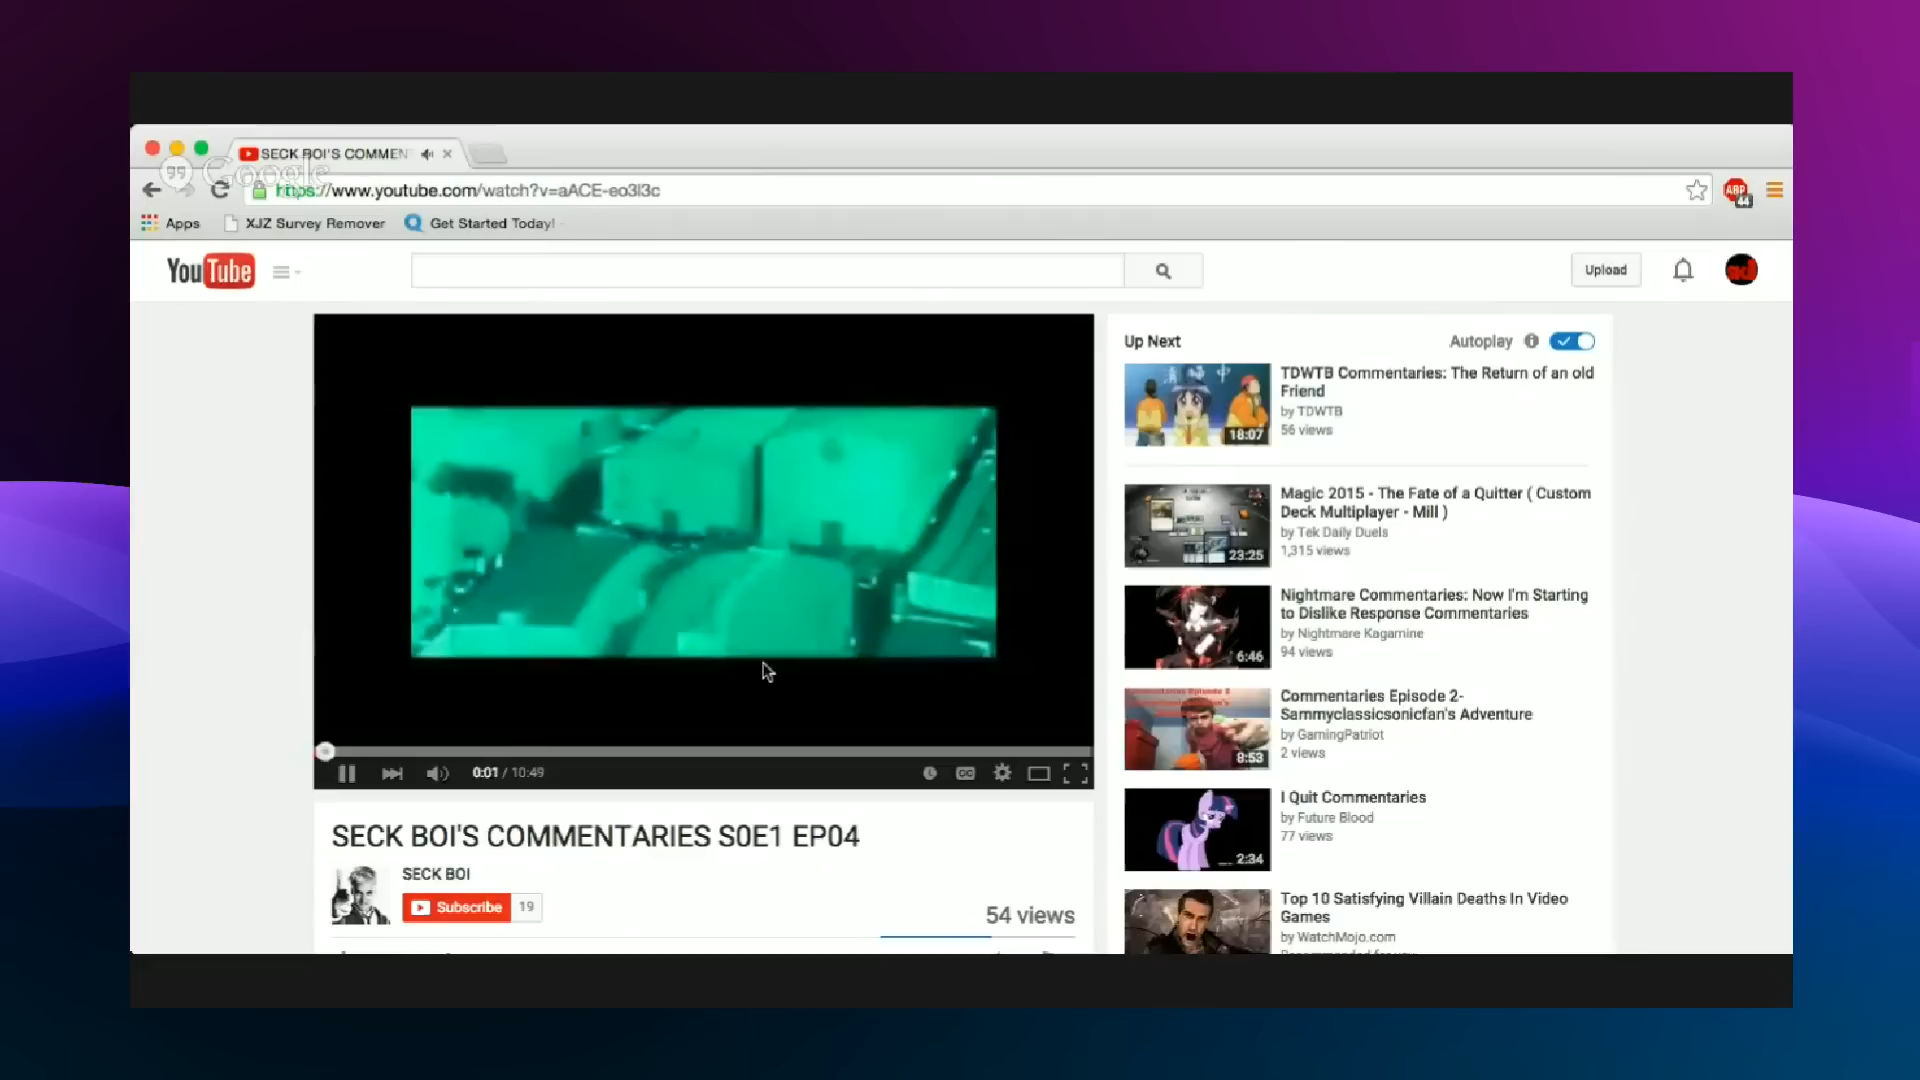 SECK BOI'S COMMEN
Google
https://www.youtube.com/watch?v=aACE-eo3l3c
ABP
44
Apps
XJZ Survey Remover
Get Started Today!
YouTube
Upload
Up Next
Autoplay
TDWTB Commentaries: The Return of an old
Friend
by TDWTB
56 views
18:07
Magic 2015 - The Fate of a Quitter ( Custom
Deck Multiplayer - Mill )
by Tek Daily Duels
1,315 views
23:25
Nightmare Commentaries: Now I'm Starting
to Dislike Response Commentaries
by Nightmare Kagamine
94 views
6:46
Commentaries Episode 2-
Sammyclassicsonicfan's Adventure
by GamingPatriot
2 views
8:53
I Quit Commentaries
by Future Blood
77 views
2:34
Top 10 Satisfying Villain Deaths In Video
Games
by WatchMojo.com
0:01 / 10:49
CC
SECK BOI'S COMMENTARIES S0E1 EP04
SECK BOI
Subscribe
19
54 views